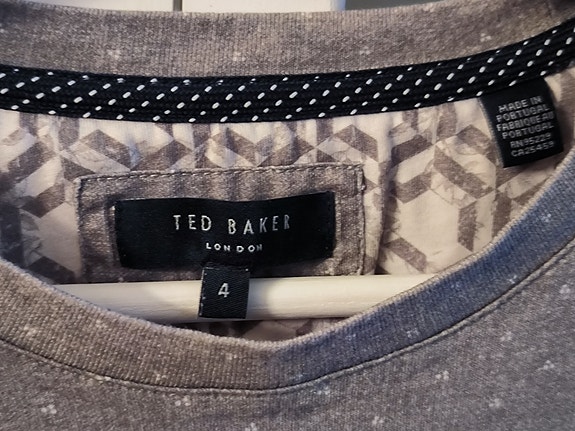 MADE IN
PORTUGAL
FABRIQUE AU
PORTUGAL
TED BAKER
LONDON
4